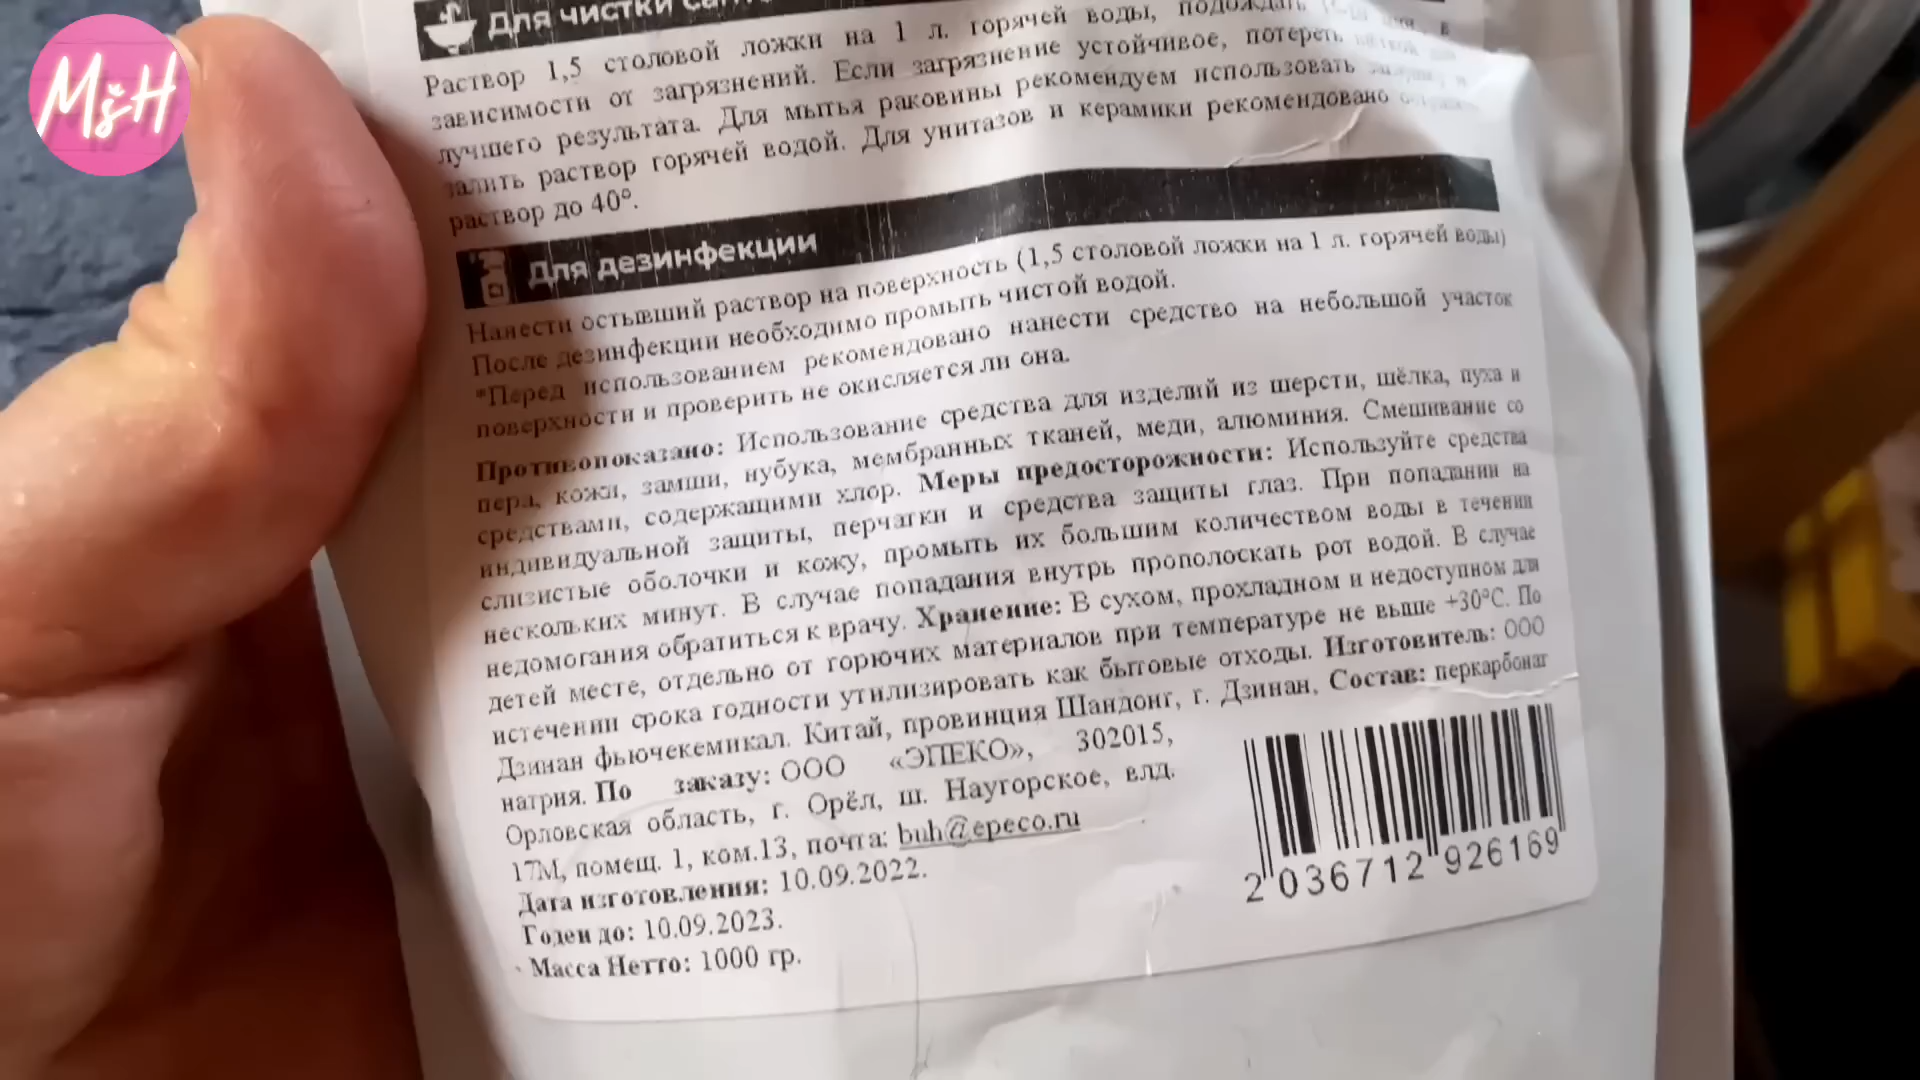 MsH
Для чистки
Раствор 1,5 столовой ложки на 1 л. горячей воды, подождать
зависимости от загрязнений. Если загрязнение устойчивое, потереть
лучшего результата. Для мытья раковины рекомендуем использовать
залить раствор горячей водой. Для унитазов и керамики рекомендовано
раствор до 40°.
Для дезинфекции
Нанести остывший раствор на поверхность (1,5 столовой ложки на 1 л. горячей воды)
После дезинфекции необходимо промыть чистой водой.
*Перед использованием рекомендовано нанести средство на небольшой участок
поверхности и проверить не окисляется ли она.
Противопоказано: Использование средства для изделий из шерсти, шёлка, пуха и
пера, кожи, замши, нубука, мембранных тканей, меди, алюминия. Смешивание со
средствами, содержащими хлор. Меры предосторожности: Используйте средства
индивидуальной защиты, перчатки и средства защиты глаз. При попадании на
слизистые оболочки и кожу, промыть их большим количеством воды в течении
нескольких минут. В случае попадания внутрь прополоскать рот водой. В случае
недомогания обратиться к врачу. Хранение: В сухом, прохладном и недоступном для
детей месте, отдельно от горючих материалов при температуре не выше +30°C. По
истечении срока годности утилизировать как бытовые отходы. Изготовитель: ООО
Дзинан фьючекемикал. Китай, провинция Шандонг, г. Дзинан, Состав: перкарбонат
натрия. По заказу: ООО «ЭПЕКО», 302015,
Орловская область, г. Орёл, ш. Наугорское, влд.
17М, помещ. 1, ком.13, почта: buh@epeco.ru
Дата изготовления: 10.09.2022.
Годен до: 10.09.2023.
Масса Нетто: 1000 гр.
2 036712 926169